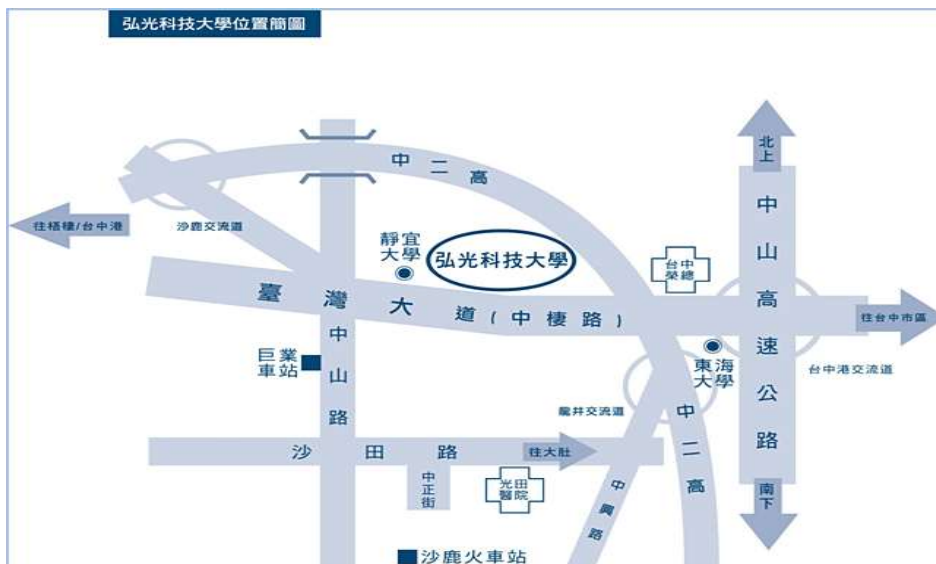 弘光科技大學位置簡圖
北上
中二高
中山高速公路
往梧棲/台中港
沙鹿交流道
靜宜
大學
弘光科技大學
台中
榮總
臺灣大道(中棲路)
往台中市區
中山路
巨業
車站
東海
大學
台中港交流道
龍井交流道
中二高
沙田路
往大肚
中正街
光田
醫院
中興路
南下
沙鹿火車站